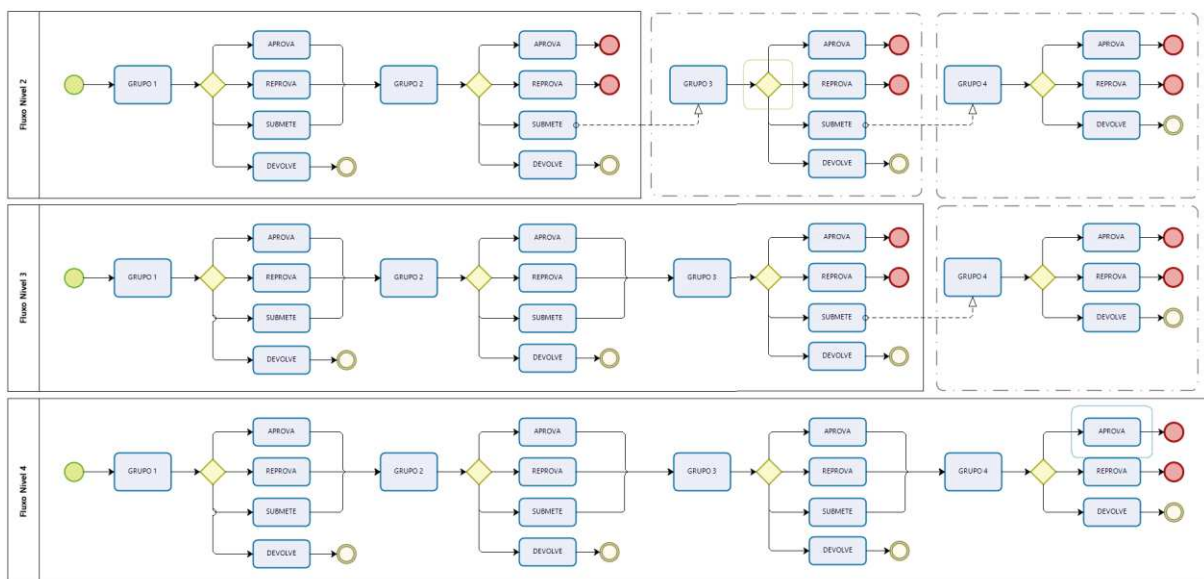 Fluxo Nivel 2
GRUPO 1
APROVA
REPROVA
SUBMETE
DEVOLVE
GRUPO 2
APROVA
REPROVA
SUBMETE
DEVOLVE
GRUPO 3
APROVA
REPROVA
SUBMETE
DEVOLVE
GRUPO 4
APROVA
REPROVA
DEVOLVE
Fluxo Nivel 3
GRUPO 1
APROVA
REPROVA
SUBMETE
DEVOLVE
GRUPO 2
APROVA
REPROVA
SUBMETE
DEVOLVE
GRUPO 3
APROVA
REPROVA
SUBMETE
DEVOLVE
GRUPO 4
APROVA
REPROVA
DEVOLVE
Fluxo Nivel 4
GRUPO 1
APROVA
REPROVA
SUBMETE
DEVOLVE
GRUPO 2
APROVA
REPROVA
SUBMETE
DEVOLVE
GRUPO 3
APROVA
REPROVA
SUBMETE
DEVOLVE
GRUPO 4
APROVA
REPROVA
DEVOLVE